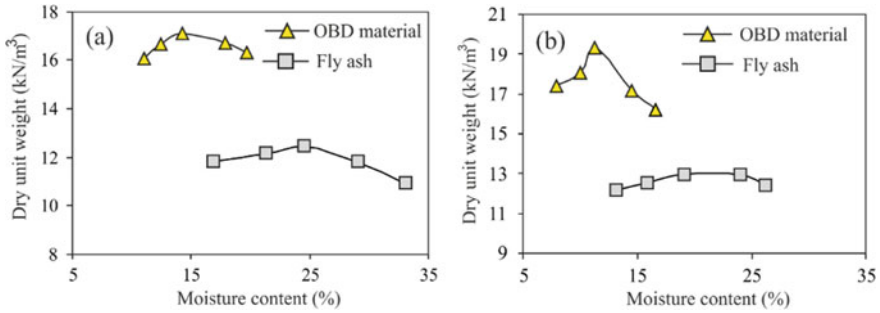 (a)
OBD material
Fly ash
Dry unit weight (kN/m³)
18
16
14
12
10
8
5
15
25
35
Moisture content (%)
(b)
OBD material
Fly ash
Dry unit weight (kN/m³)
21
19
17
15
13
11
9
5
15
25
35
Moisture content (%)